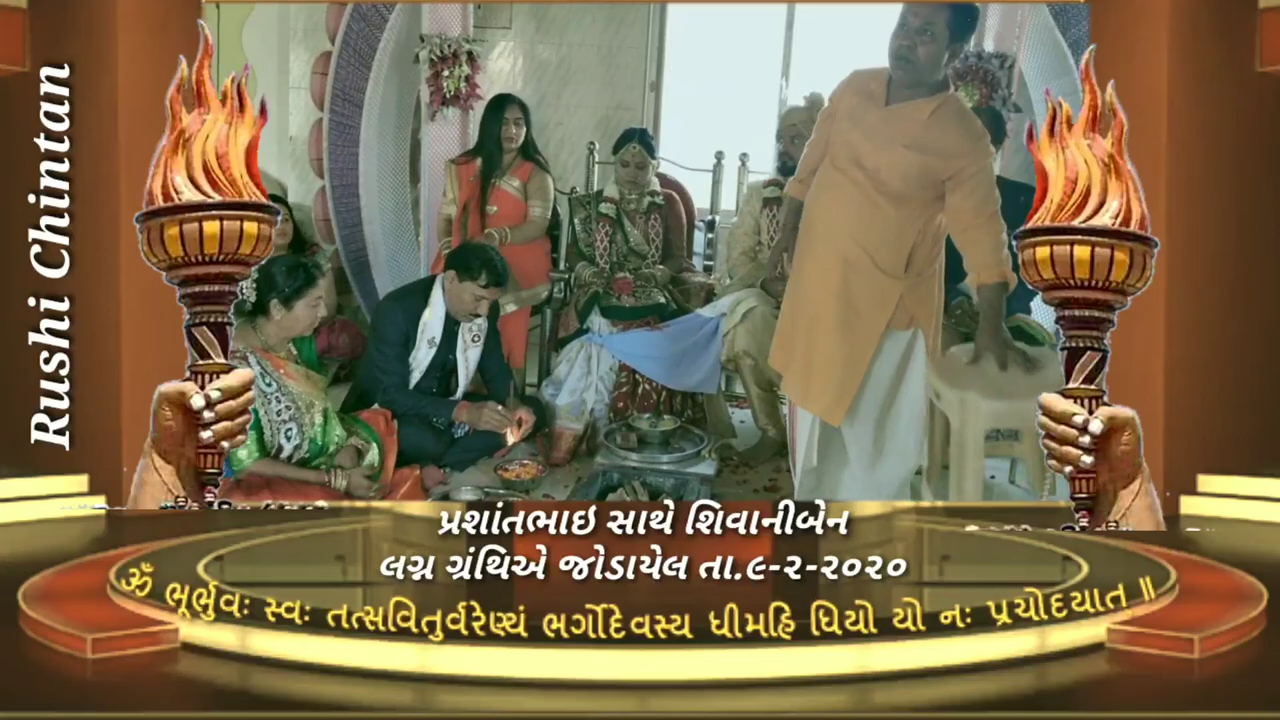 Rushi Chintan
પ્રશાંતભાઇ સાથે શિવાનીબેન
લગ્ન ગ્રંથિએ જોડાયેલ તા.૯-૨-૨૦૨૦
ૐ ભૂર્ભુવઃ સ્વઃ તત્સવિતુર્વરેણ્યં ભર્ગોદેવસ્ય ધીમહિ ધિયો યો નઃ પ્રચોદયાત ॥